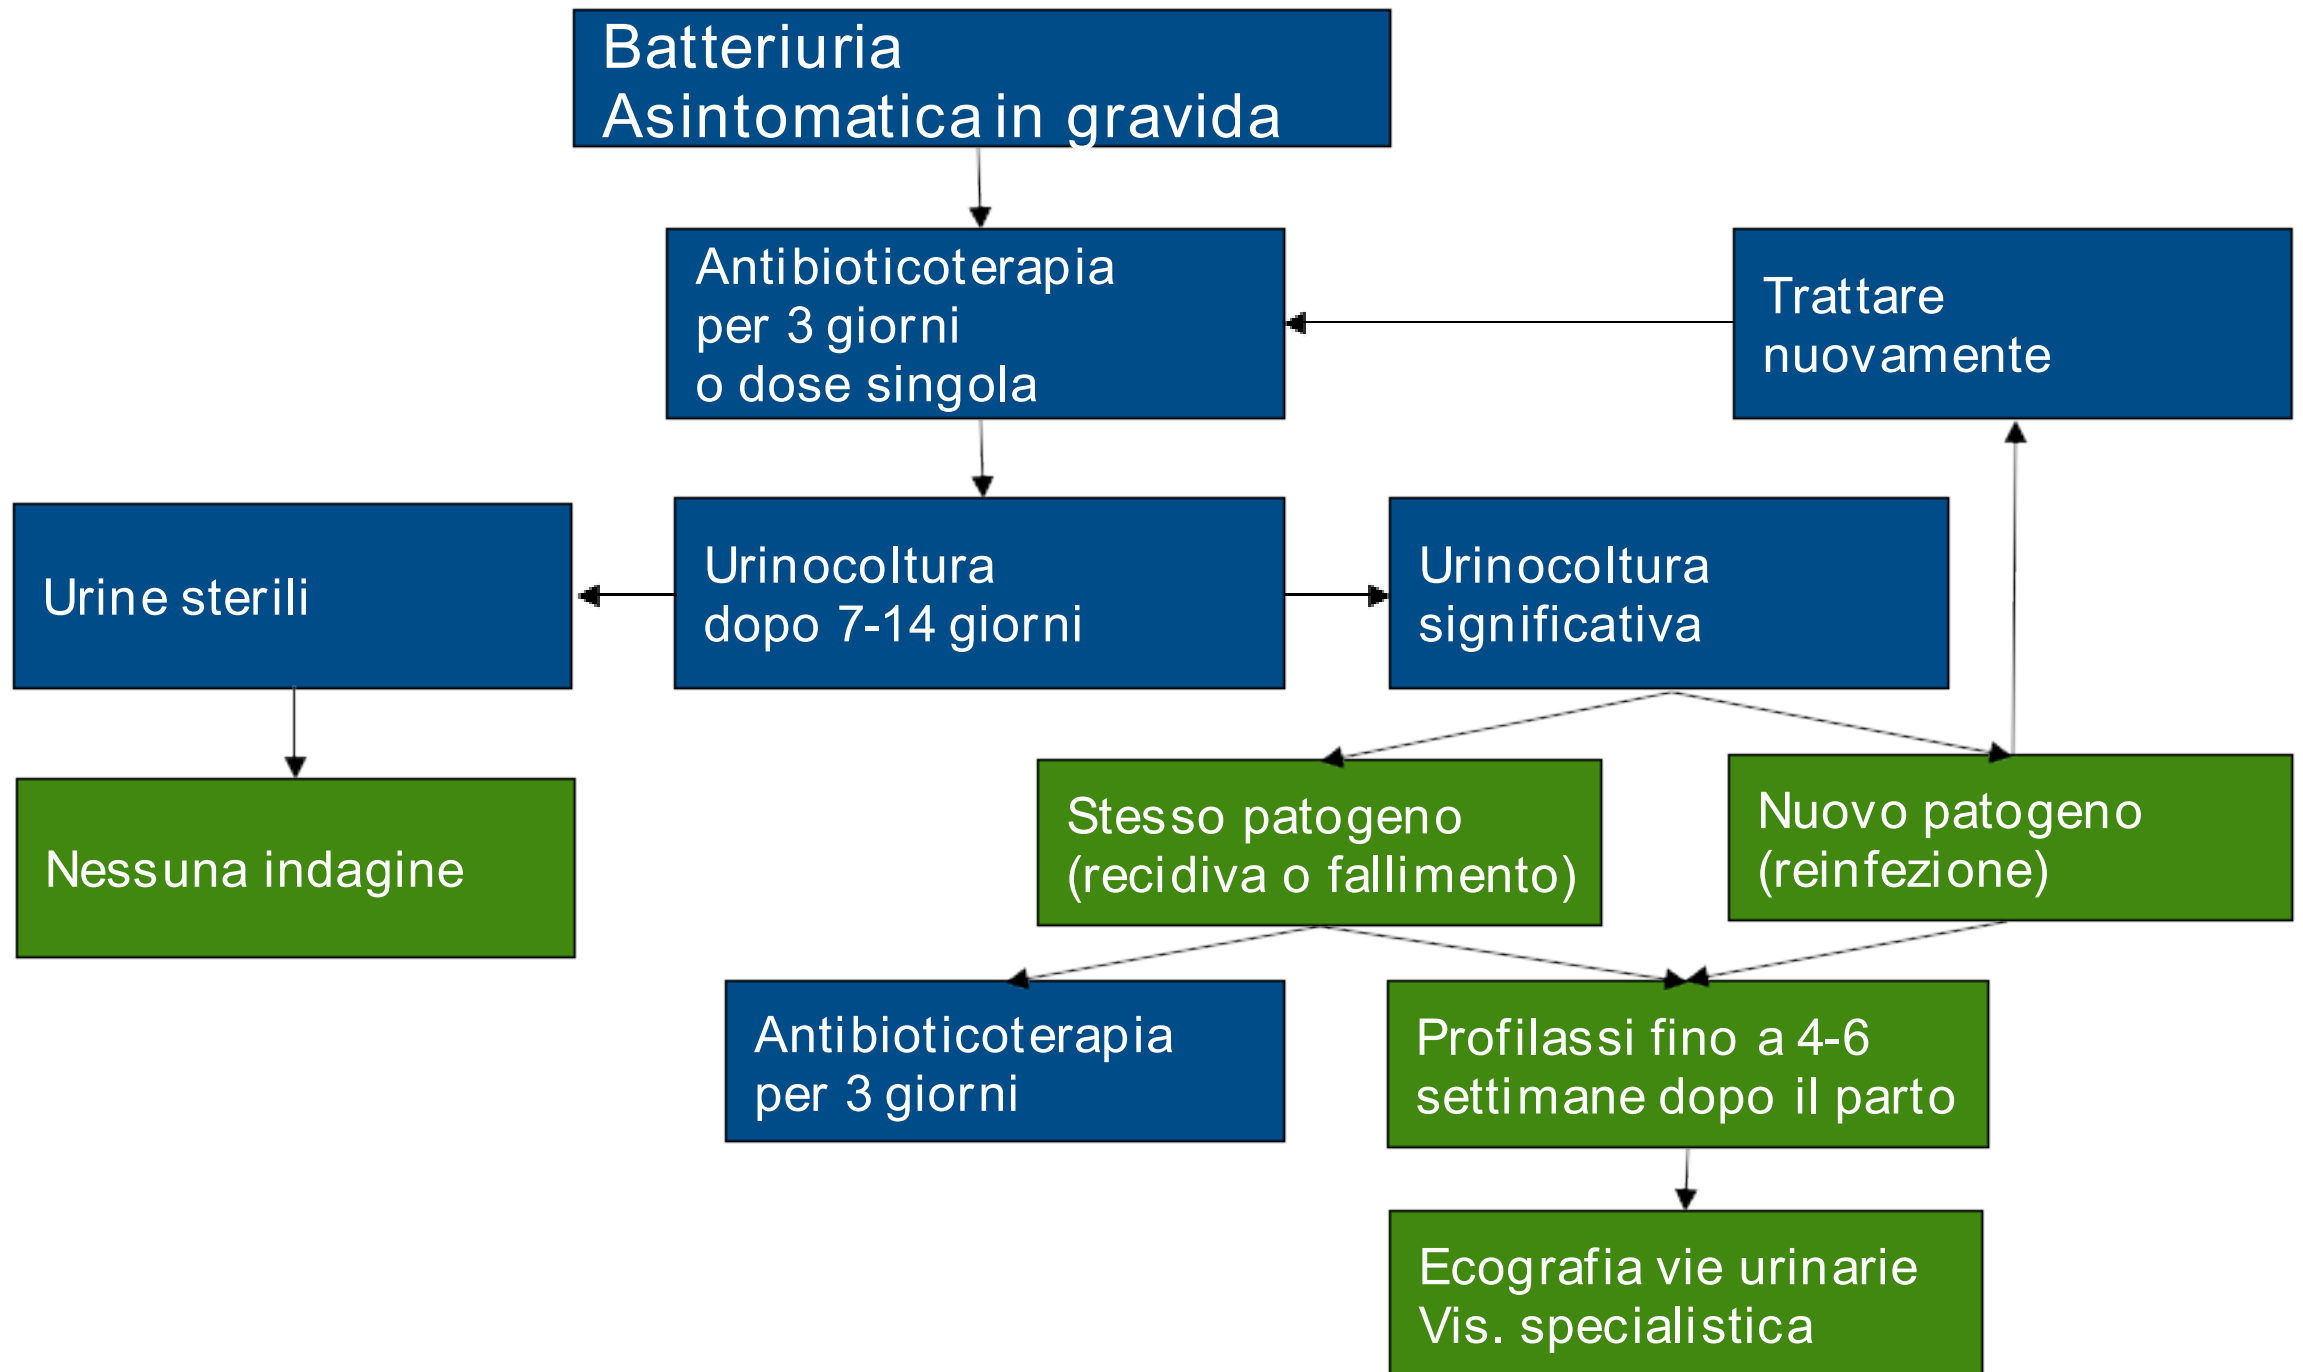 Batteriuria
Asintomatica in gravida
Antibioticoterapia
per 3 giorni
o dose singola
Trattare
nuovamente
Urine sterili
Urinocoltura
dopo 7-14 giorni
Urinocoltura
significativa
Nessuna indagine
Stesso patogeno
(recidiva o fallimento)
Nuovo patogeno
(reinfezione)
Antibioticoterapia
per 3 giorni
Profilassi fino a 4-6
settimane dopo il parto
Ecografia vie urinarie
Vis. specialistica